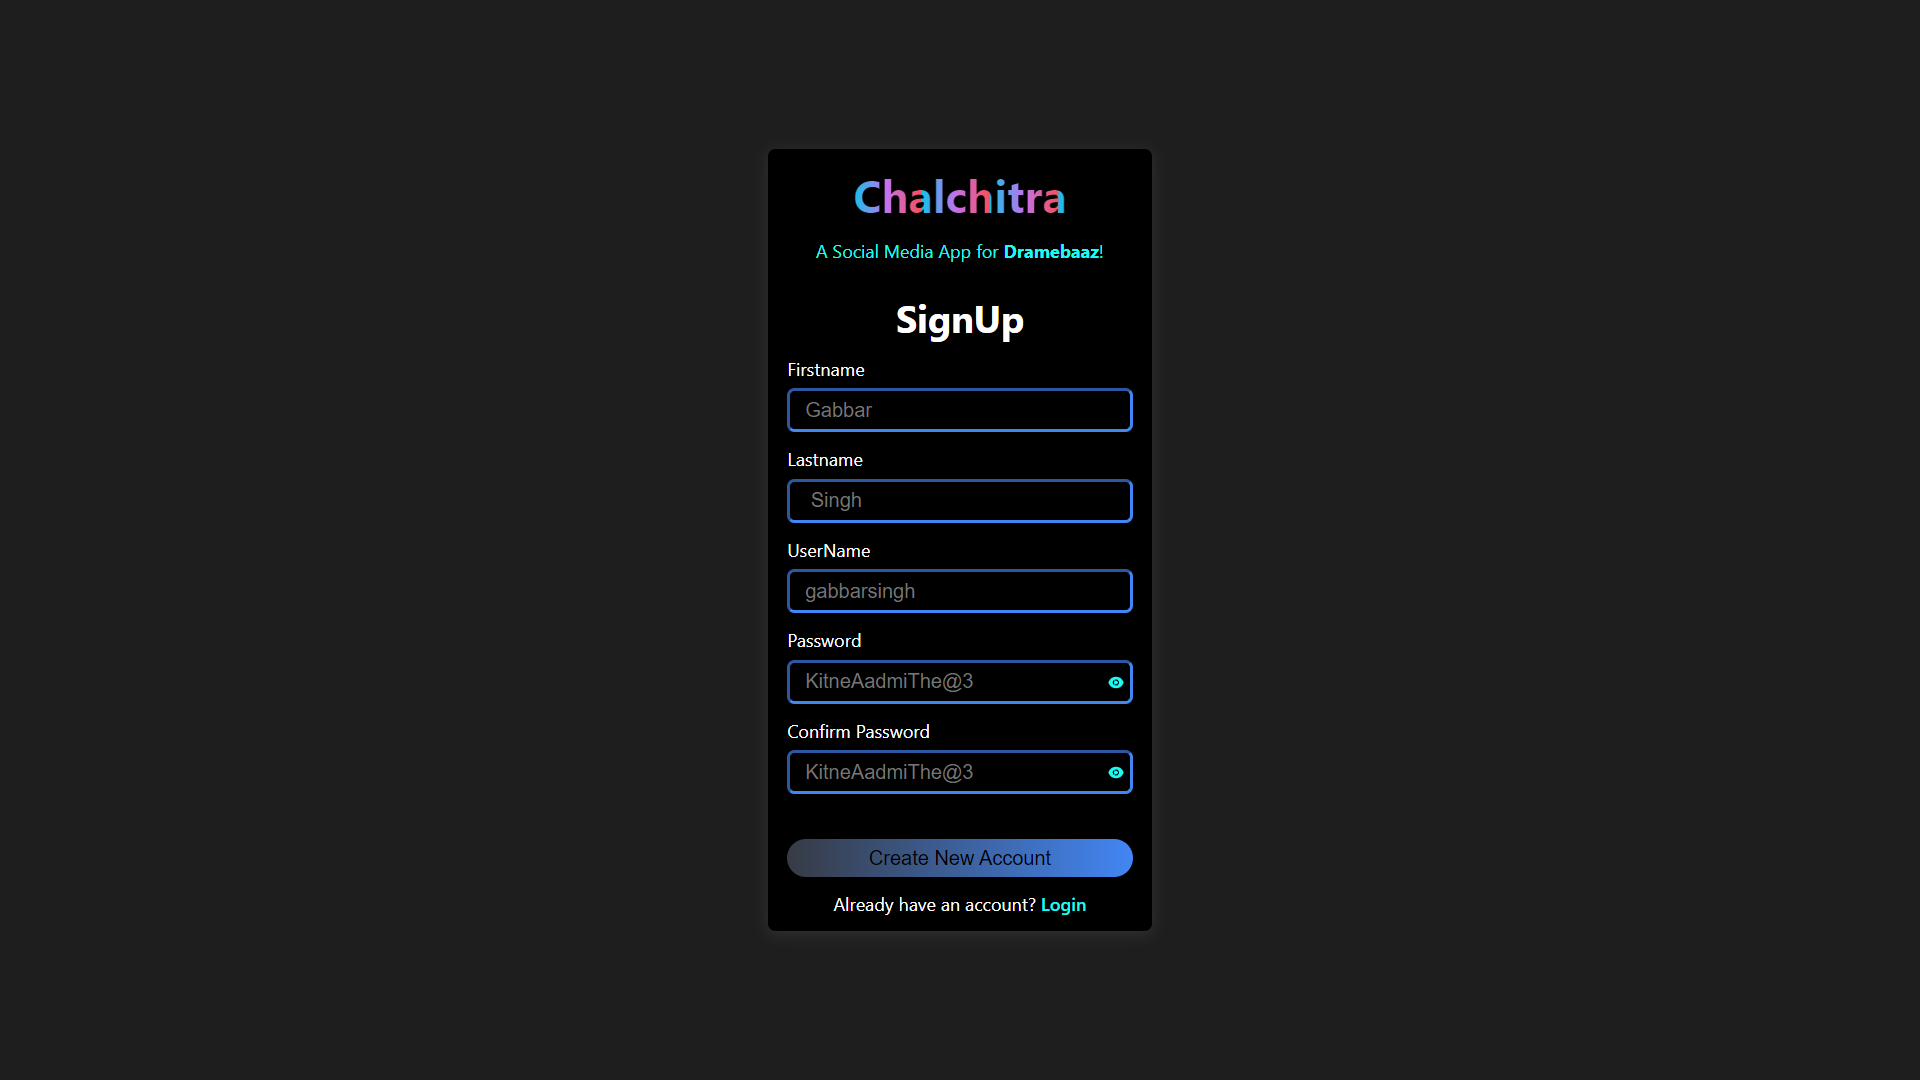 Chalchitra
A Social Media App for Dramebaaz!
SignUp
Firstname
Gabbar
Lastname
Singh
UserName
gabbarsingh
Password
KitneAadmiThe@3
Confirm Password
KitneAadmiThe@3
Create New Account
Already have an account? Login